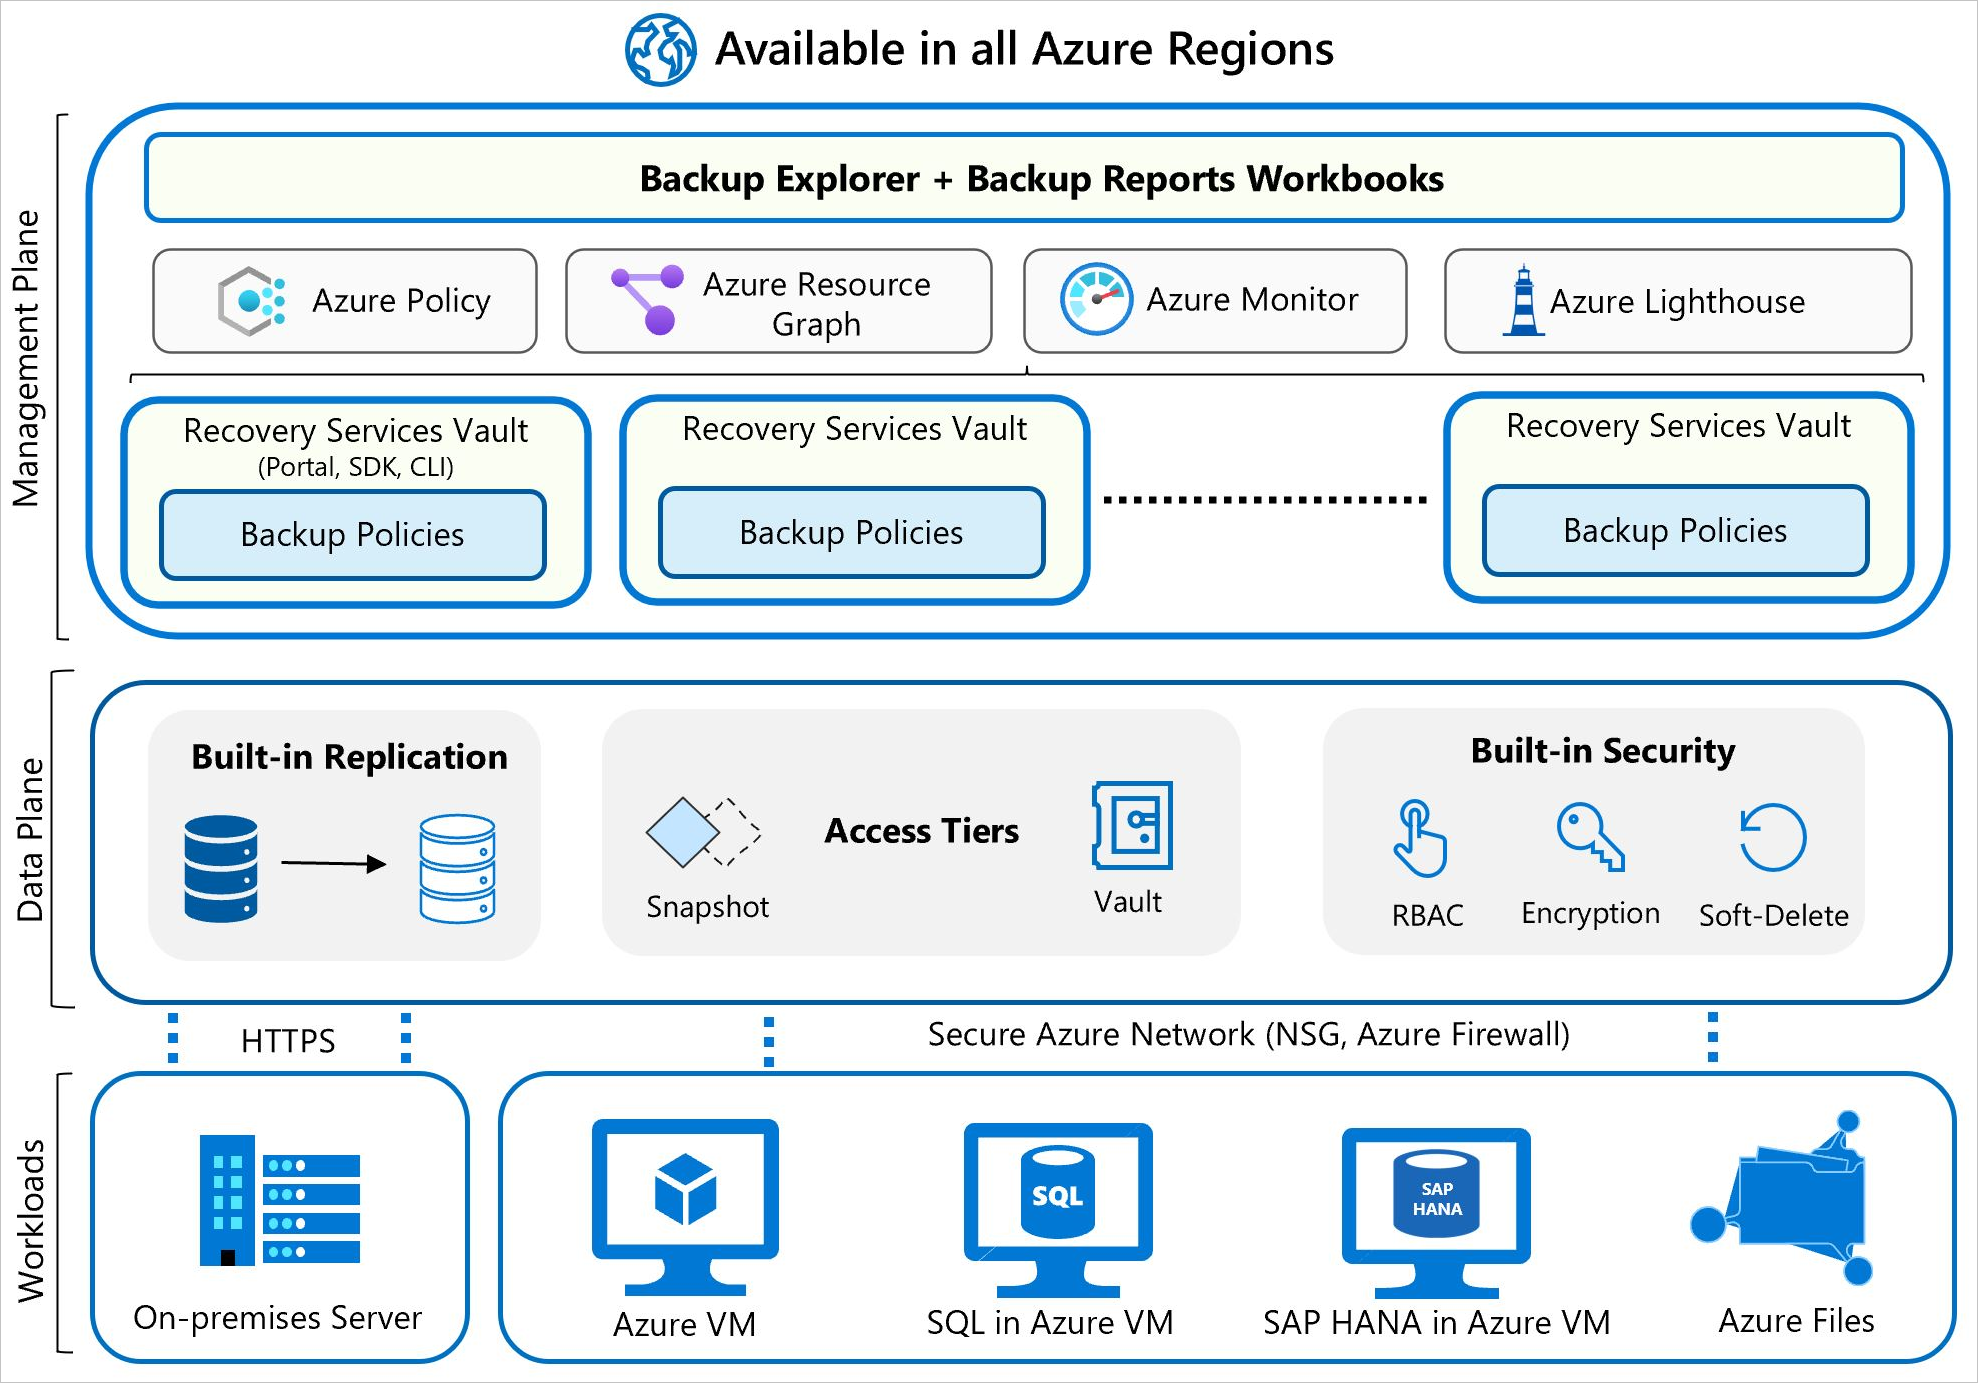 Available in all Azure Regions
Management Plane
Backup Explorer + Backup Reports Workbooks
Azure Policy
Azure Resource
Graph
Azure Monitor
Azure Lighthouse
Recovery Services Vault
(Portal, SDK, CLI)
Backup Policies
Recovery Services Vault
Backup Policies
Recovery Services Vault
Backup Policies
Data Plane
Built-in Replication
Snapshot
Access Tiers
Vault
Built-in Security
RBAC
Encryption
Soft-Delete
HTTPS
Secure Azure Network (NSG, Azure Firewall)
Workloads
On-premises Server
Azure VM
SQL
SQL in Azure VM
SAP
HANA
SAP HANA in Azure VM
Azure Files